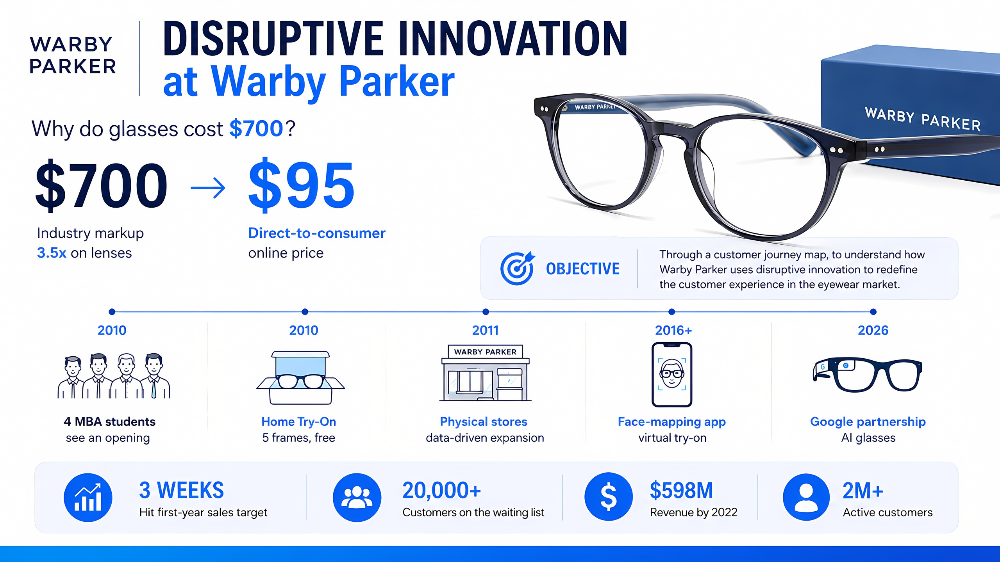 WARBY
PARKER
DISRUPTIVE INNOVATION
at Warby Parker
Why do glasses cost $700?
$700 → $95
Industry markup
3.5x on lenses
Direct-to-consumer
online price
WARBY
WARBY PARKER
OBJECTIVE
Through a customer journey map, to understand how
Warby Parker uses disruptive innovation to redefine
the customer experience in the eyewear market.
2010
4 MBA students
see an opening
2010
Home Try-On
5 frames, free
2011
WARBY PARKER
Physical stores
data-driven expansion
2016+
Face-mapping app
virtual try-on
2026
G
Google partnership
AI glasses
3 WEEKS
Hit first-year sales target
20,000+
Customers on the waiting list
$
$598M
Revenue by 2022
2M+
Active customers